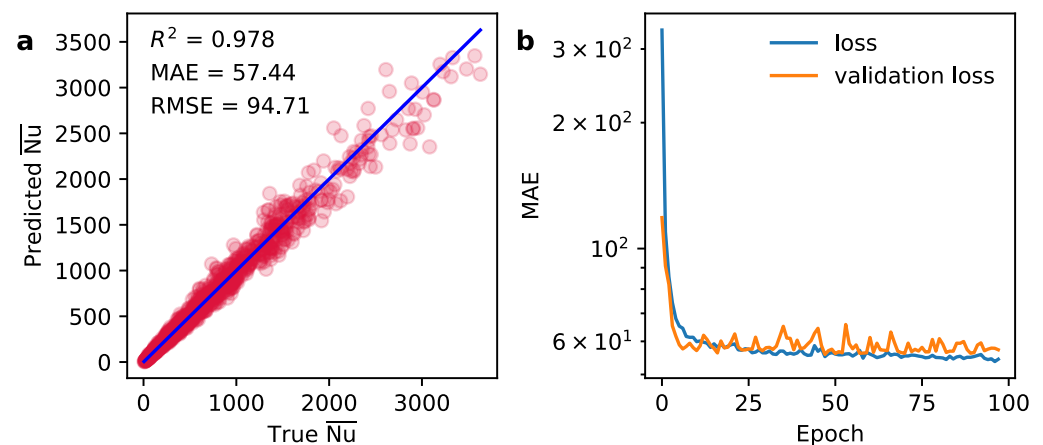 a
R² = 0.978
MAE = 57.44
RMSE = 94.71
Predicted N̅u̅
3500
3000
2500
2000
1500
1000
500
0
0 1000 2000 3000
True N̅u̅
b
loss
validation loss
MAE
3 × 10²
2 × 10²
10²
6 × 10¹
0 25 50 75 100
Epoch